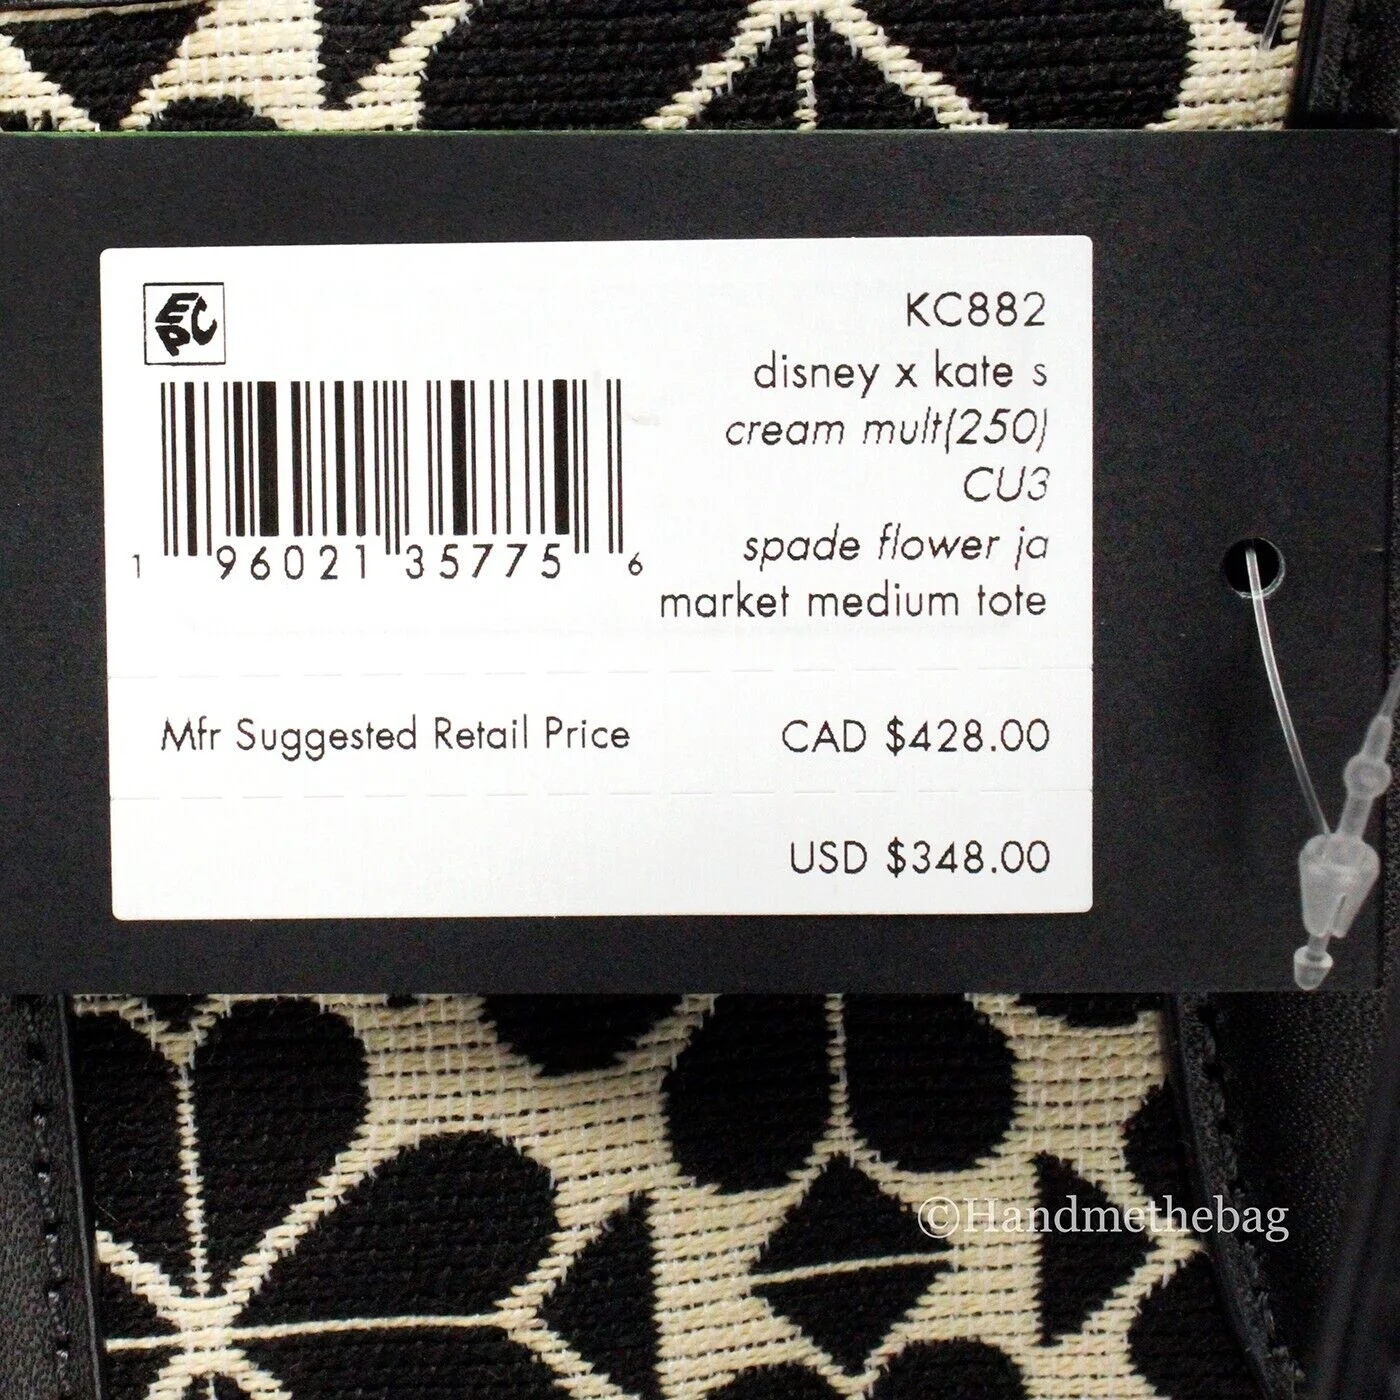 EPC
KC882
disney x kate s
cream mult(250)
CU3
spade flower ja
market medium tote
1 96021 35775 6
Mfr Suggested Retail Price CAD $428.00
USD $348.00
©Handmethebag